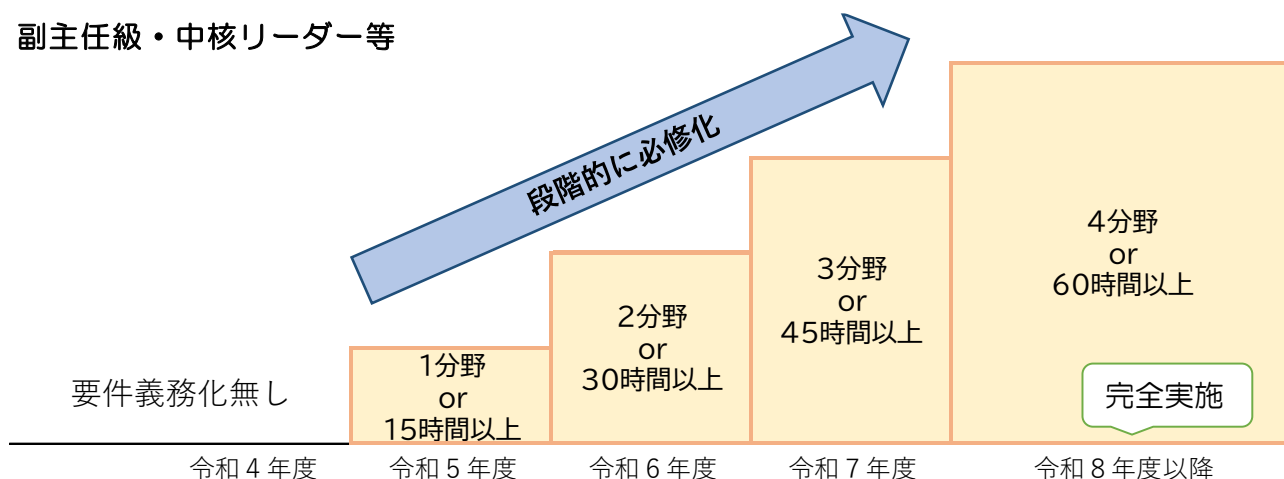 副主任級・中核リーダー等
段階的に必修化
要件義務化無し
1分野
or
15時間以上
2分野
or
30時間以上
3分野
or
45時間以上
4分野
or
60時間以上
完全実施
令和４年度
令和５年度
令和６年度
令和７年度
令和８年度以降